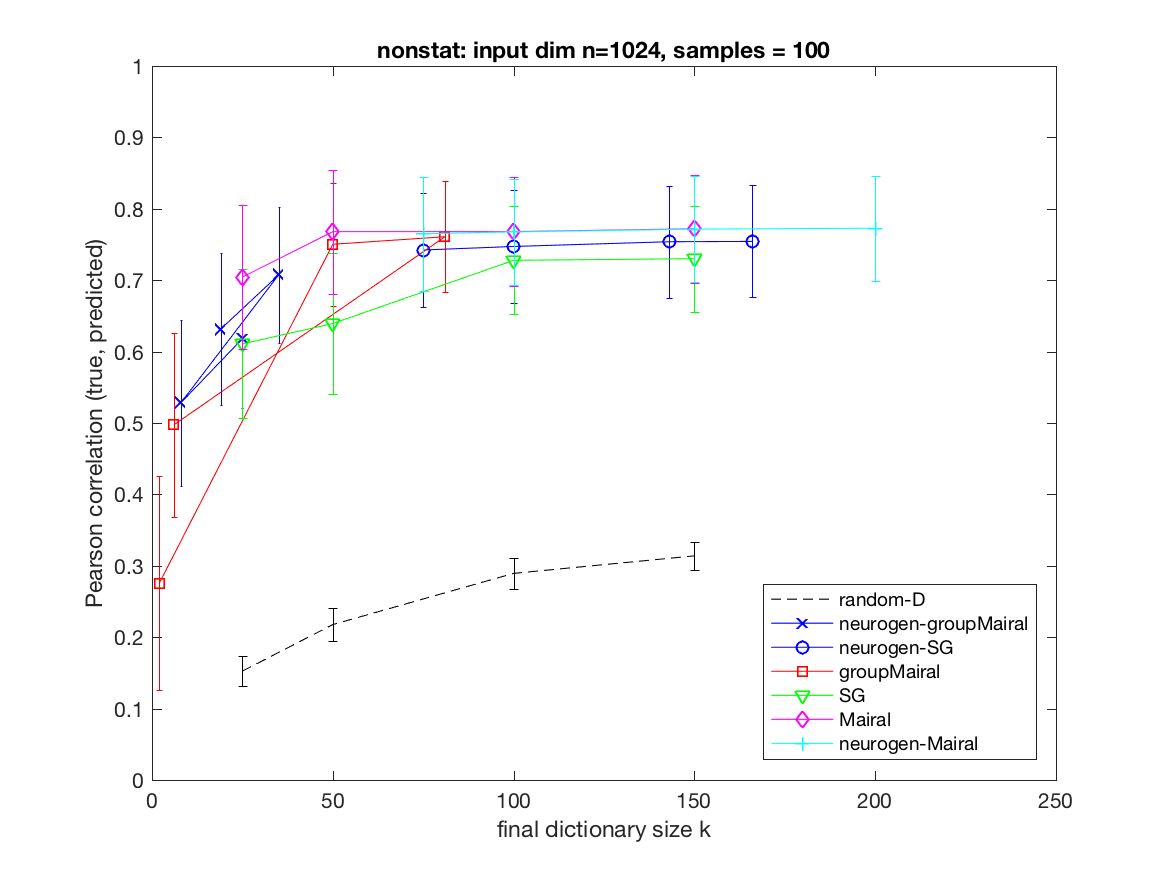 nonstat: input dim n=1024, samples = 100
1
0.9
0.8
0.7
0.6
0.5
0.4
0.3
0.2
0.1
0
Pearson correlation (true, predicted)
0 50 100 150 200 250
final dictionary size k
random-D
neurogen-groupMairal
neurogen-SG
groupMairal
SG
Mairal
neurogen-Mairal